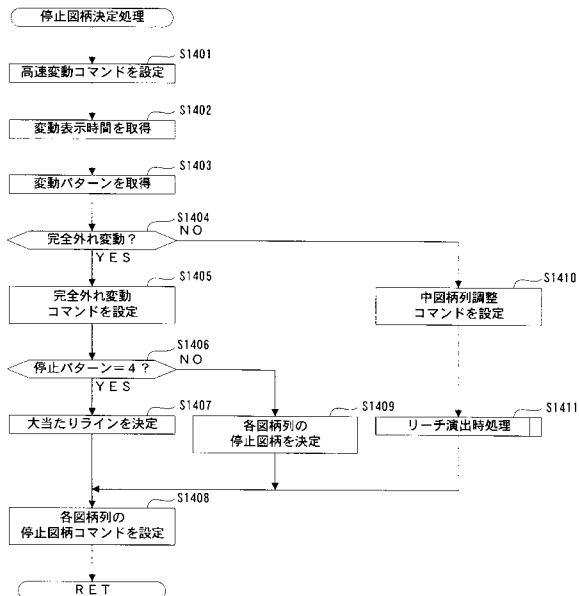 停止図柄決定処理
S1401
高速変動コマンドを設定
S1402
変動表示時間を取得
S1403
変動パターンを取得
S1404
完全外れ変動？
NO
YES
S1405
完全外れ変動
コマンドを設定
S1410
中図柄列調整
コマンドを設定
S1406
停止パターン＝４？
NO
YES
S1407
大当たりラインを決定
S1409
各図柄列の
停止図柄を決定
S1411
リーチ演出時処理
S1408
各図柄列の
停止図柄コマンドを設定
RET